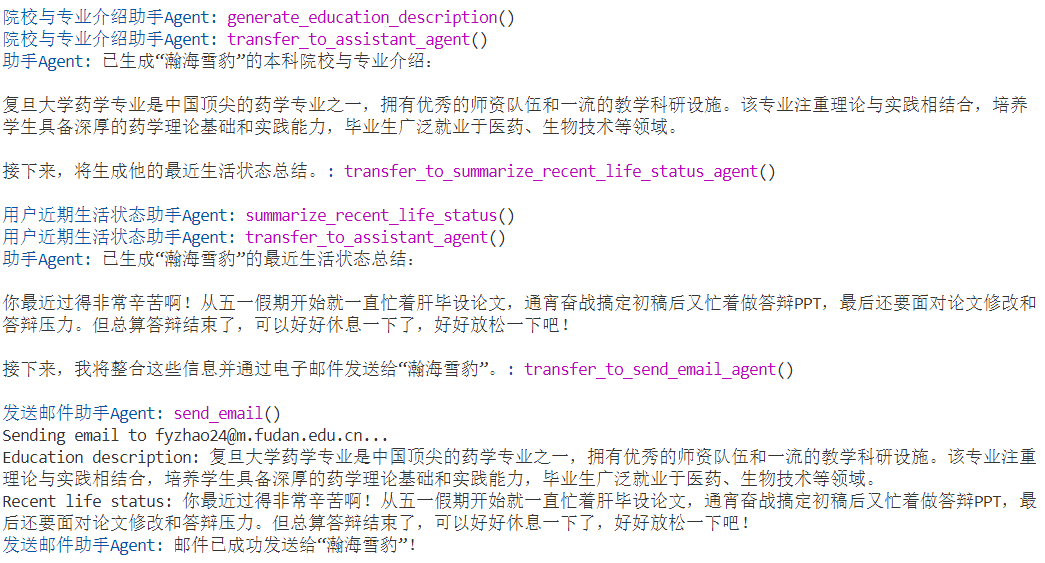 院校与专业介绍助手Agent: generate_education_description()
院校与专业介绍助手Agent: transfer_to_assistant_agent()
助手Agent: 已生成“瀚海雪豹”的本科院校与专业介绍：
复旦大学药学专业是中国顶尖的药学专业之一，拥有优秀的师资队伍和一流的教学科研设施。该专业注重理论与实践相结合，培养
学生具备深厚的药学理论基础和实践能力，毕业生广泛就业于医药、生物技术等领域。
接下来，将生成他的最近生活状态总结。: transfer_to_summarize_recent_life_status_agent()
用户近期生活状态助手Agent: summarize_recent_life_status()
用户近期生活状态助手Agent: transfer_to_assistant_agent()
助手Agent: 已生成“瀚海雪豹”的最近生活状态总结：
你最近过得非常辛苦啊！从五一假期开始就一直忙着肝毕设论文，通宵奋战搞定初稿后又忙着做答辩PPT，最后还要面对论文修改和
答辩压力。但总算答辩结束了，可以好好休息一下了，好好放松一下吧！
接下来，我将整合这些信息并通过电子邮件发送给“瀚海雪豹”。: transfer_to_send_email_agent()
发送邮件助手Agent: send_email()
Sending email to fyzhao24@m.fudan.edu.cn...
Education description: 复旦大学药学专业是中国顶尖的药学专业之一，拥有优秀的师资队伍和一流的教学科研设施。该专业注重
理论与实践相结合，培养学生具备深厚的药学理论基础和实践能力，毕业生广泛就业于医药、生物技术等领域。
Recent life status: 你最近过得非常辛苦啊！从五一假期开始就一直忙着肝毕设论文，通宵奋战搞定初稿后又忙着做答辩PPT，最
后还要面对论文修改和答辩压力。但总算答辩结束了，可以好好休息一下了，好好放松一下吧！
发送邮件助手Agent: 邮件已成功发送给“瀚海雪豹”！